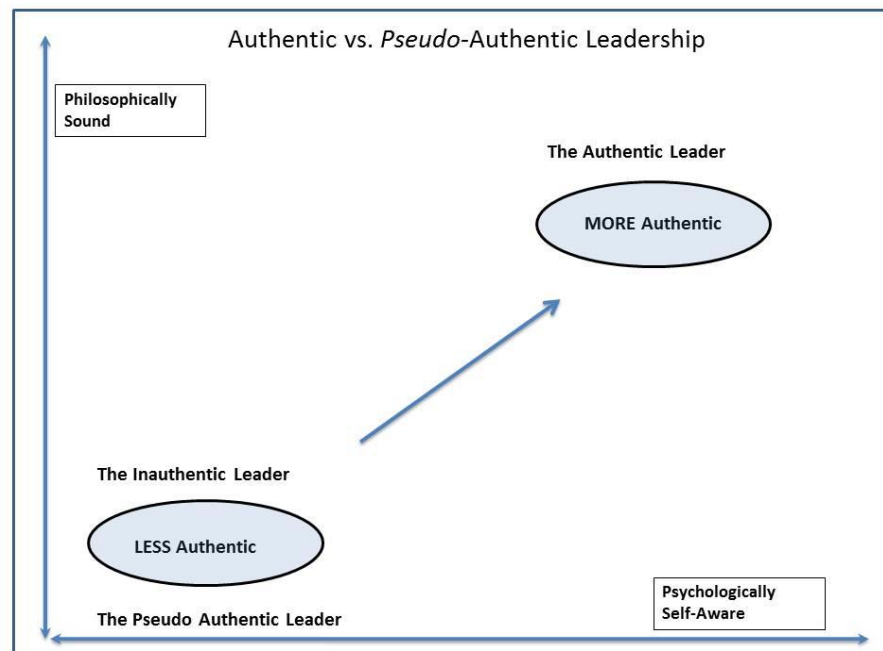 Authentic vs. Pseudo-Authentic Leadership
Philosophically
Sound
The Authentic Leader
MORE Authentic
The Inauthentic Leader
LESS Authentic
The Pseudo Authentic Leader
Psychologically
Self-Aware